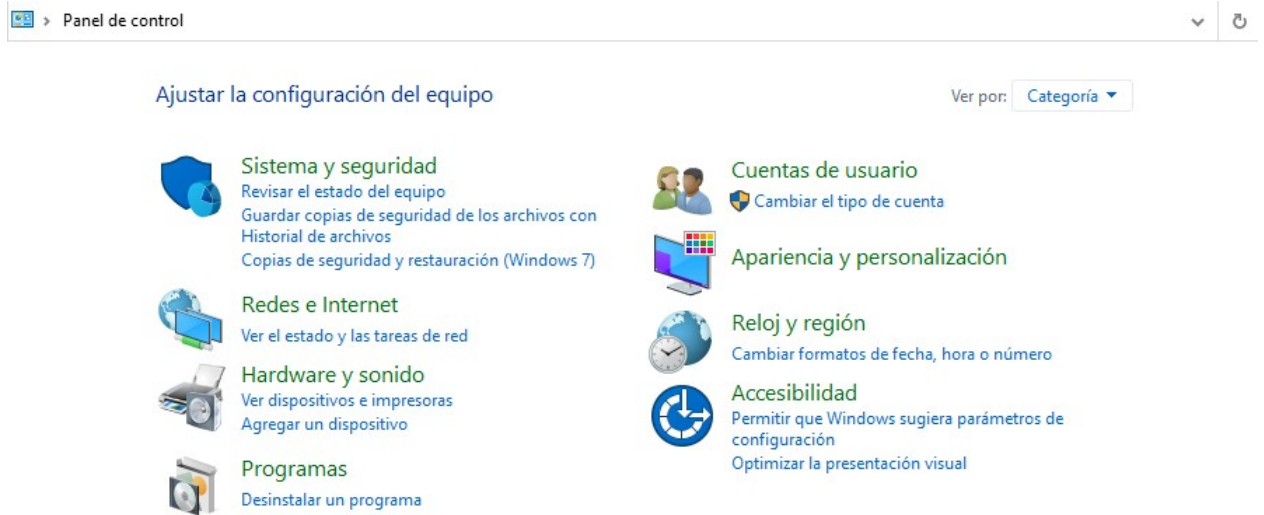 Panel de control
Ajustar la configuración del equipo
Ver por: Categoría
Sistema y seguridad
Revisar el estado del equipo
Guardar copias de seguridad de los archivos con
Historial de archivos
Copias de seguridad y restauración (Windows 7)
Redes e Internet
Ver el estado y las tareas de red
Hardware y sonido
Ver dispositivos e impresoras
Agregar un dispositivo
Programas
Desinstalar un programa
Cuentas de usuario
Cambiar el tipo de cuenta
Apariencia y personalización
Reloj y región
Cambiar formatos de fecha, hora o número
Accesibilidad
Permitir que Windows sugiera parámetros de
configuración
Optimizar la presentación visual